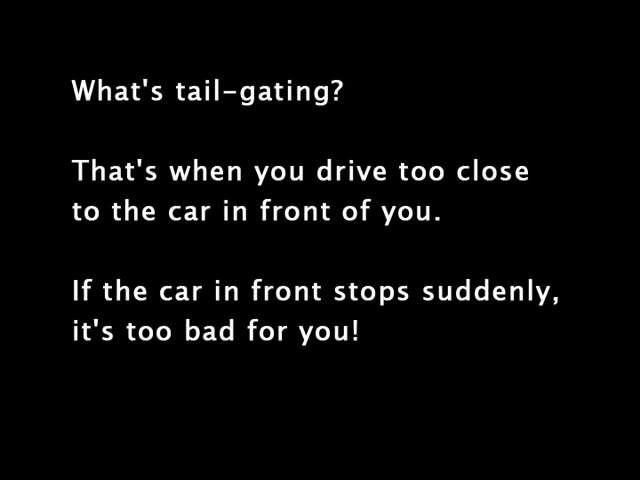 What's tail-gating?
That's when you drive too close
to the car in front of you.
If the car in front stops suddenly,
it's too bad for you!